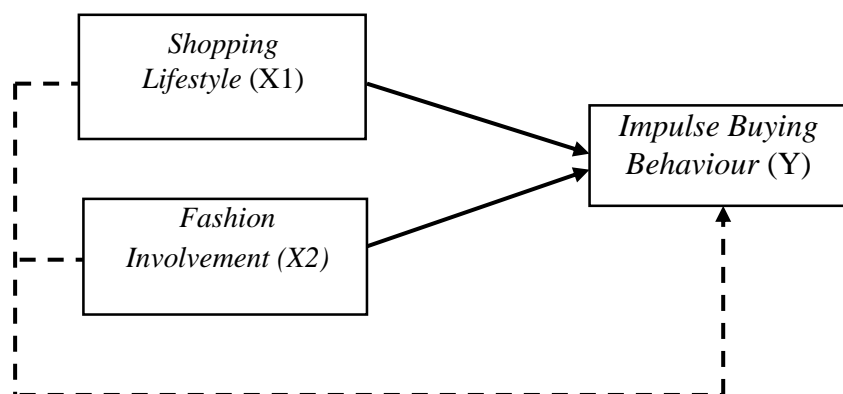 Shopping
Lifestyle (X1)
Impulse Buying
Behaviour (Y)
Fashion
Involvement (X2)